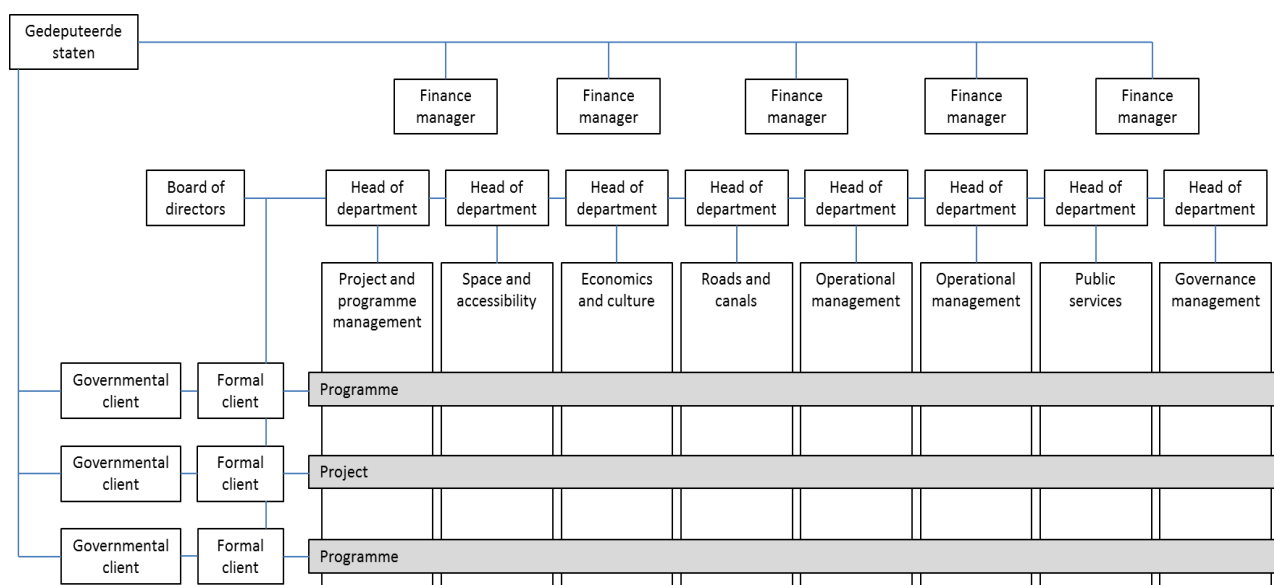 Gedeputeerde
staten
Finance
manager
Finance
manager
Finance
manager
Finance
manager
Finance
manager
Board of
directors
Head of
department
Head of
department
Head of
department
Head of
department
Head of
department
Head of
department
Head of
department
Head of
department
Project and
programme
management
Space and
accessibility
Economics
and culture
Roads and
canals
Operational
management
Operational
management
Public
services
Governance
management
Governmental
client
Formal
client
Programme
Governmental
client
Formal
client
Project
Governmental
client
Formal
client
Programme